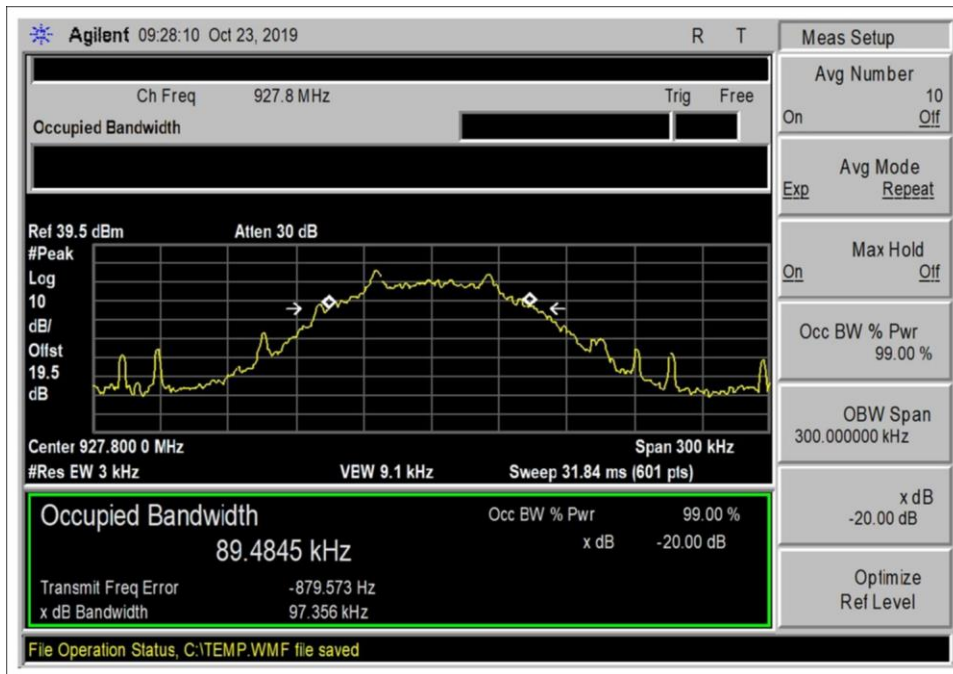 Agilent 09:28:10 Oct 23, 2019 R T
Ch Freq 927.8 MHz Trig Free
Occupied Bandwidth
Ref 39.5 dBm Atten 30 dB
#Peak
Log
10
dB/
Offst
19.5
dB
Center 927.800 0 MHz Span 300 kHz
#Res EW 3 kHz VBW 9.1 kHz Sweep 31.84 ms (601 pts)
Occupied Bandwidth Occ BW % Pwr 99.00 %
89.4845 kHz x dB -20.00 dB
Transmit Freq Error -879.573 Hz
x dB Bandwidth 97.356 kHz
File Operation Status, C:\TEMP.WMF file saved
Meas Setup
Avg Number
10
On Off
Avg Mode
Exp Repeat
Max Hold
On Off
Occ BW % Pwr
99.00 %
OBW Span
300.000000 kHz
x dB
-20.00 dB
Optimize
Ref Level